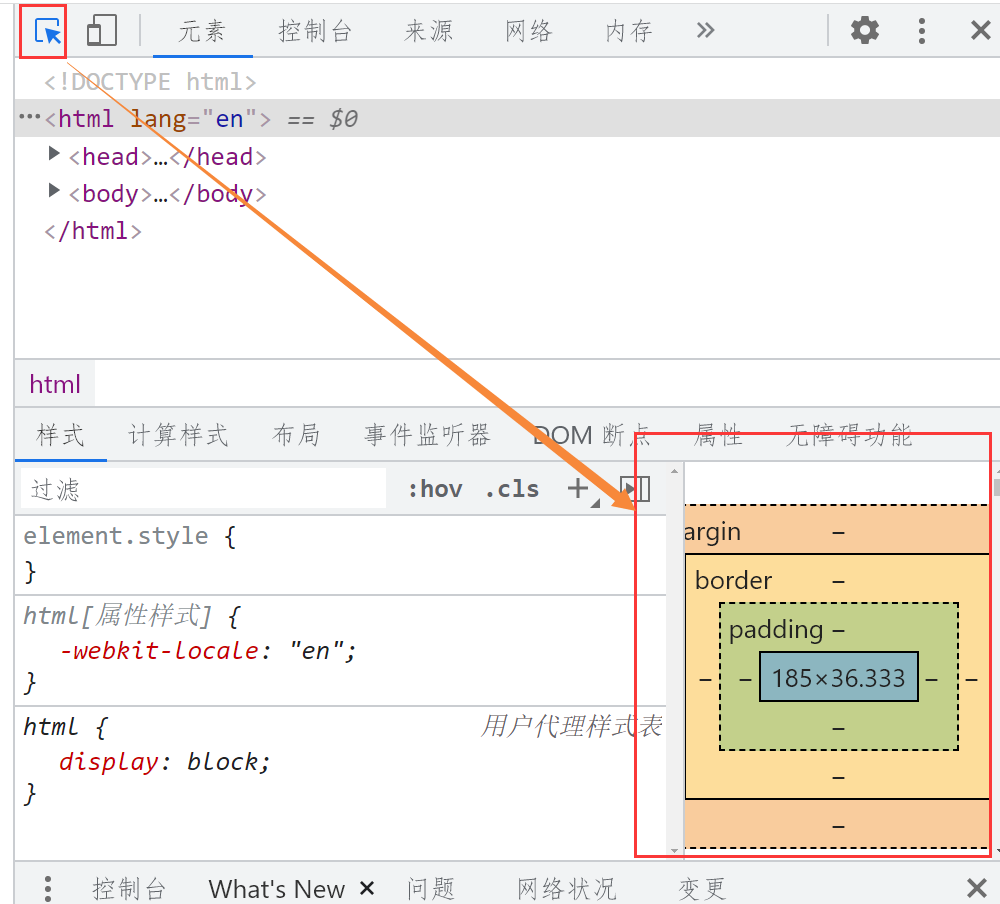 元素 控制台 来源 网络 内存 »
<!DOCTYPE html>
···<html lang="en"> == $0
<head>…</head>
<body>…</body>
</html>
html
样式 计算样式 布局 事件监听器 DOM 断点 属性 无障碍功能
过滤 :hov .cls +
element.style {
}
html[属性样式] {
-webkit-locale: "en";
}
html { 用户代理样式表
display: block;
}
argin –
border –
padding –
– – 185×36.333 – –
–
–
–
控制台 What's New × 问题 网络状况 变更